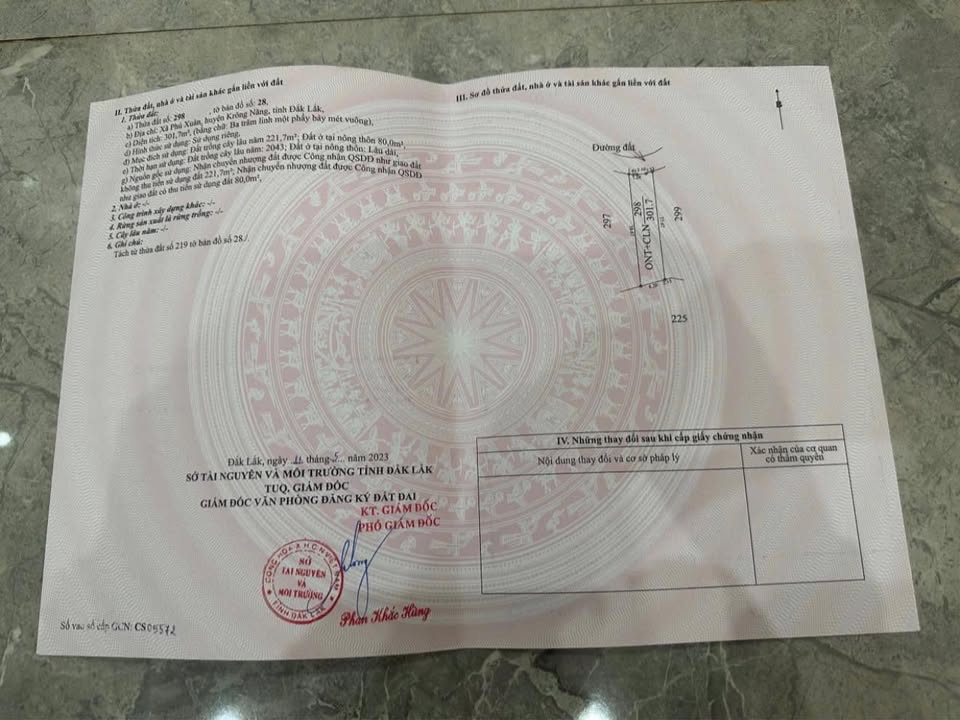 II. Thửa đất, nhà ở và tài sản khác gắn liền với đất
1. Thửa đất:
a) Thửa đất số: 298 , tờ bản đồ số: 28,
b) Địa chỉ: Xã Phú Xuân, huyện Krông Năng, tỉnh Đắk Lắk,
c) Diện tích: 301,7m², (bằng chữ: Ba trăm linh một phẩy bảy mét vuông),
d) Hình thức sử dụng: Sử dụng riêng,
đ) Mục đích sử dụng: Đất trồng cây lâu năm 221,7m²; Đất ở tại nông thôn 80,0m²,
e) Thời hạn sử dụng: Đất trồng cây lâu năm: 2043; Đất ở tại nông thôn: Lâu dài,
g) Nguồn gốc sử dụng: Nhận chuyển nhượng đất được Công nhận QSDĐ như giao đất
không thu tiền sử dụng đất 221,7m²; Nhận chuyển nhượng đất được Công nhận QSDĐ
như giao đất có thu tiền sử dụng đất 80,0m²,
2. Nhà ở: -/-
3. Công trình xây dựng khác: -/-
4. Rừng sản xuất là rừng trồng: -/-
5. Cây lâu năm: -/-
6. Ghi chú:
Tách từ thửa đất số 219 tờ bản đồ số 28./.
Đắk Lắk, ngày 11 tháng 5 năm 2023
SỞ TÀI NGUYÊN VÀ MÔI TRƯỜNG TỈNH ĐẮK LẮK
TUQ. GIÁM ĐỐC
GIÁM ĐỐC VĂN PHÒNG ĐĂNG KÝ ĐẤT ĐAI
KT. GIÁM ĐỐC
PHÓ GIÁM ĐỐC
CỘNG HÒA X.H.C.N VIỆT NAM
SỞ
TÀI NGUYÊN
VÀ
MÔI TRƯỜNG
TỈNH ĐẮK LẮK
Phan Khắc Hùng
Số vào sổ cấp GCN: CS05572
III. Sơ đồ thửa đất, nhà ở và tài sản khác gắn liền với đất
Đường đất
297
298
ONT+CLN 301.7
299
225
IV. Những thay đổi sau khi cấp giấy chứng nhận
Nội dung thay đổi và cơ sở pháp lý
Xác nhận của cơ quan
có thẩm quyền